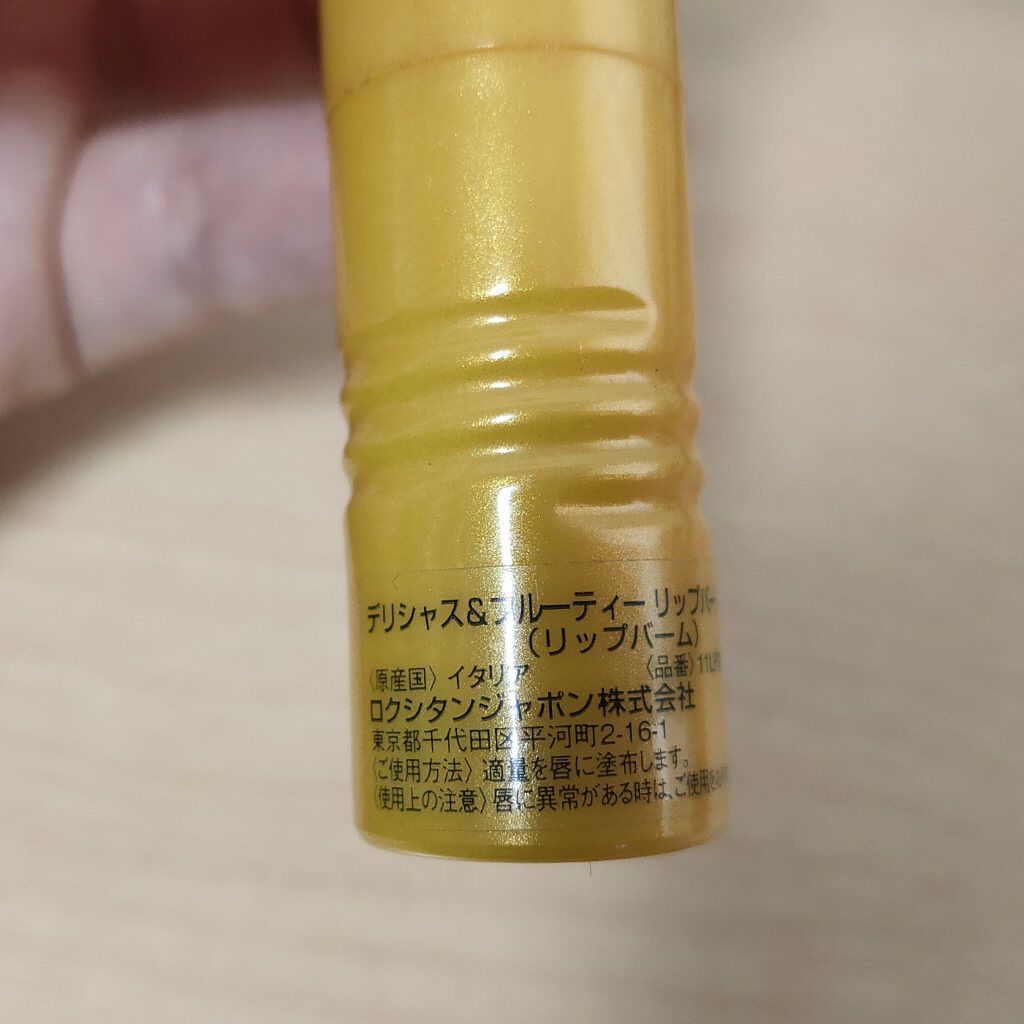 デリシャス&フルーティー リップバー
(リップバーム)
〈原産国〉 イタリア 〈品番〉
ロクシタンジャポン株式会社
東京都千代田区平河町2-16-1
〈ご使用方法〉 適量を唇に塗布します。
〈使用上の注意〉 唇に異常がある時は、ご使用を